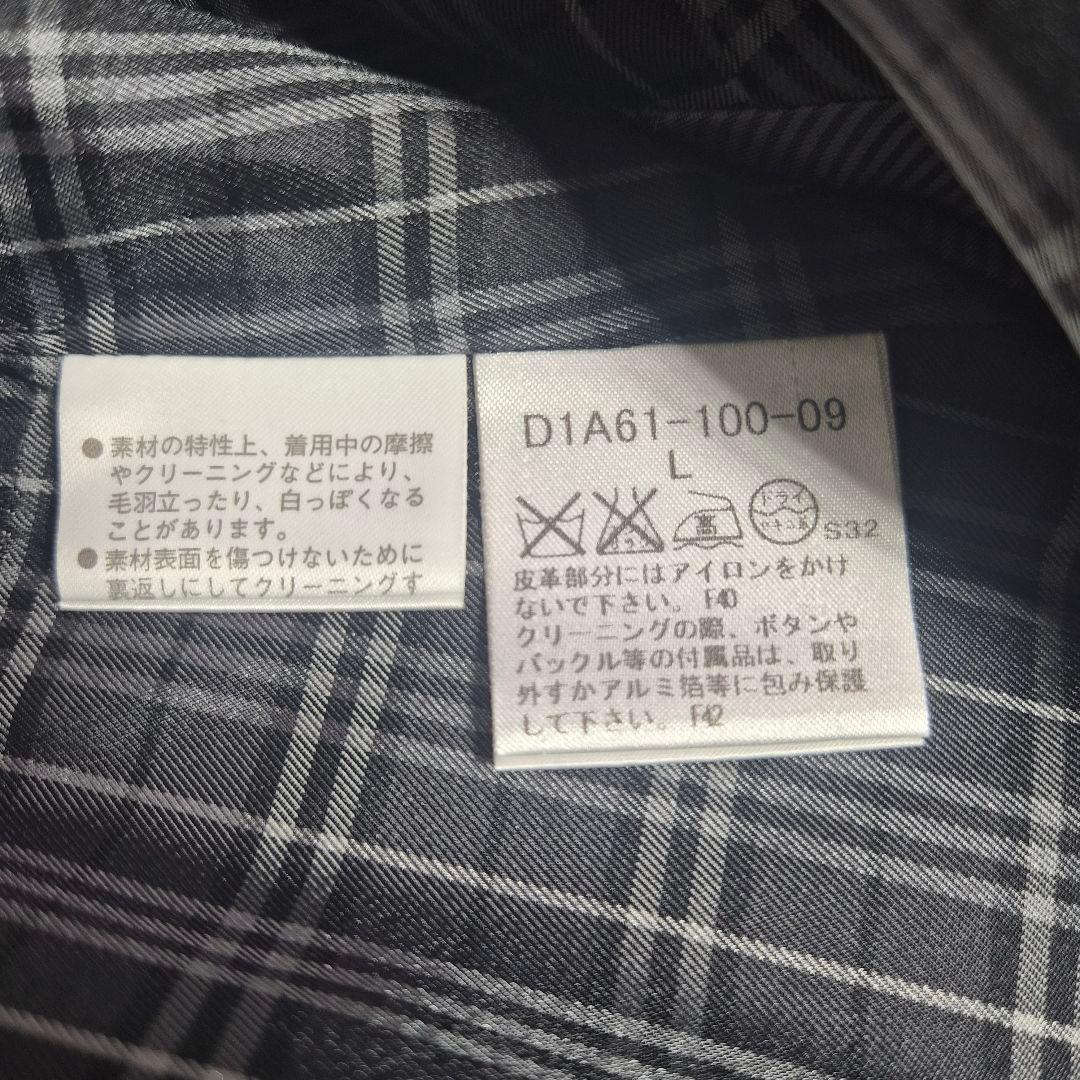 ●素材の特性上、着用中の摩擦
やクリーニングなどにより、
毛羽立ったり、白っぽくなる
ことがあります。
●素材表面を傷つけないために
裏返しにしてクリーニングす
D1A61-100-09
L
高
ドライ
セキユ系
S32
皮革部分にはアイロンをかけ
ないで下さい。 F40
クリーニングの際、ボタンや
バックル等の付属品は、取り
外すかアルミ箔等に包み保護
して下さい。 F42